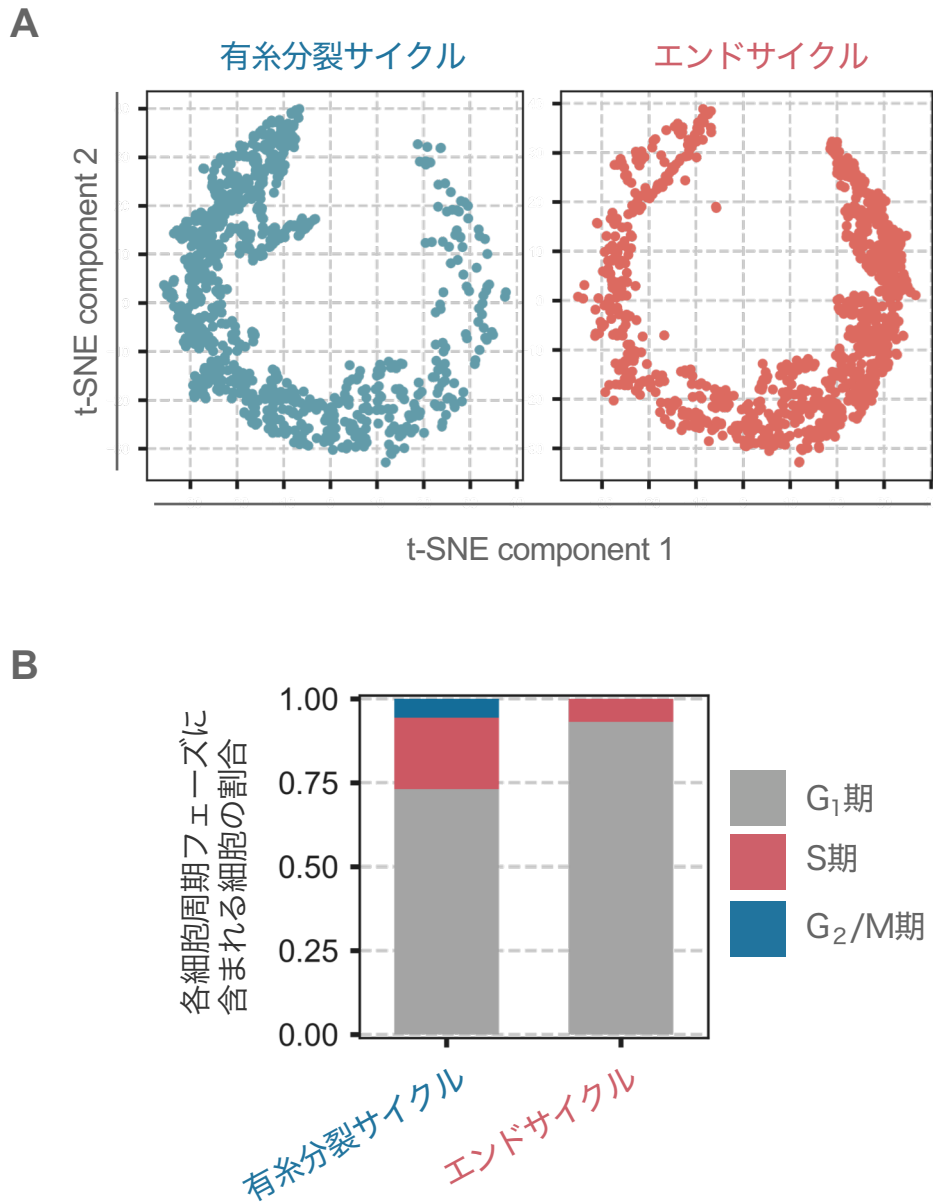 A
有糸分裂サイクル
エンドサイクル
t-SNE component 2
t-SNE component 1
B
各細胞周期フェーズに
含まれる細胞の割合
1.00
0.75
0.50
0.25
0.00
G₁期
S期
G₂/M期
有糸分裂サイクル
エンドサイクル